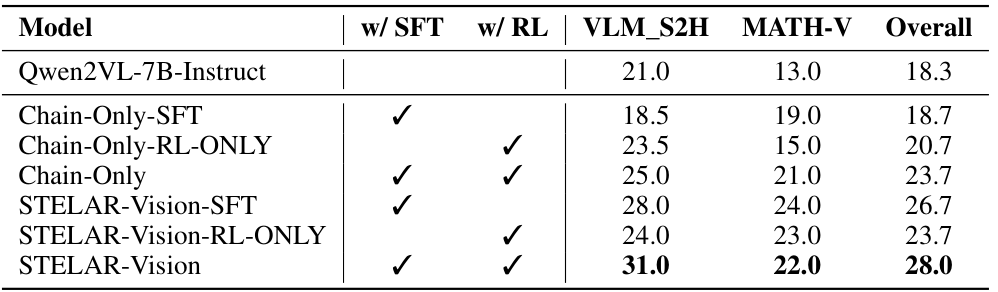 Model w/ SFT w/ RL VLM_S2H MATH-V Overall
Qwen2VL-7B-Instruct 21.0 13.0 18.3
Chain-Only-SFT ✓ 18.5 19.0 18.7
Chain-Only-RL-ONLY ✓ 23.5 15.0 20.7
Chain-Only ✓ ✓ 25.0 21.0 23.7
STELAR-Vision-SFT ✓ 28.0 24.0 26.7
STELAR-Vision-RL-ONLY ✓ 24.0 23.0 23.7
STELAR-Vision ✓ ✓ 31.0 22.0 28.0